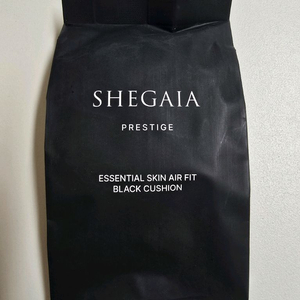 SHEGAIA
PRESTIGE
ESSENTIAL SKIN AIR FIT
BLACK CUSHION